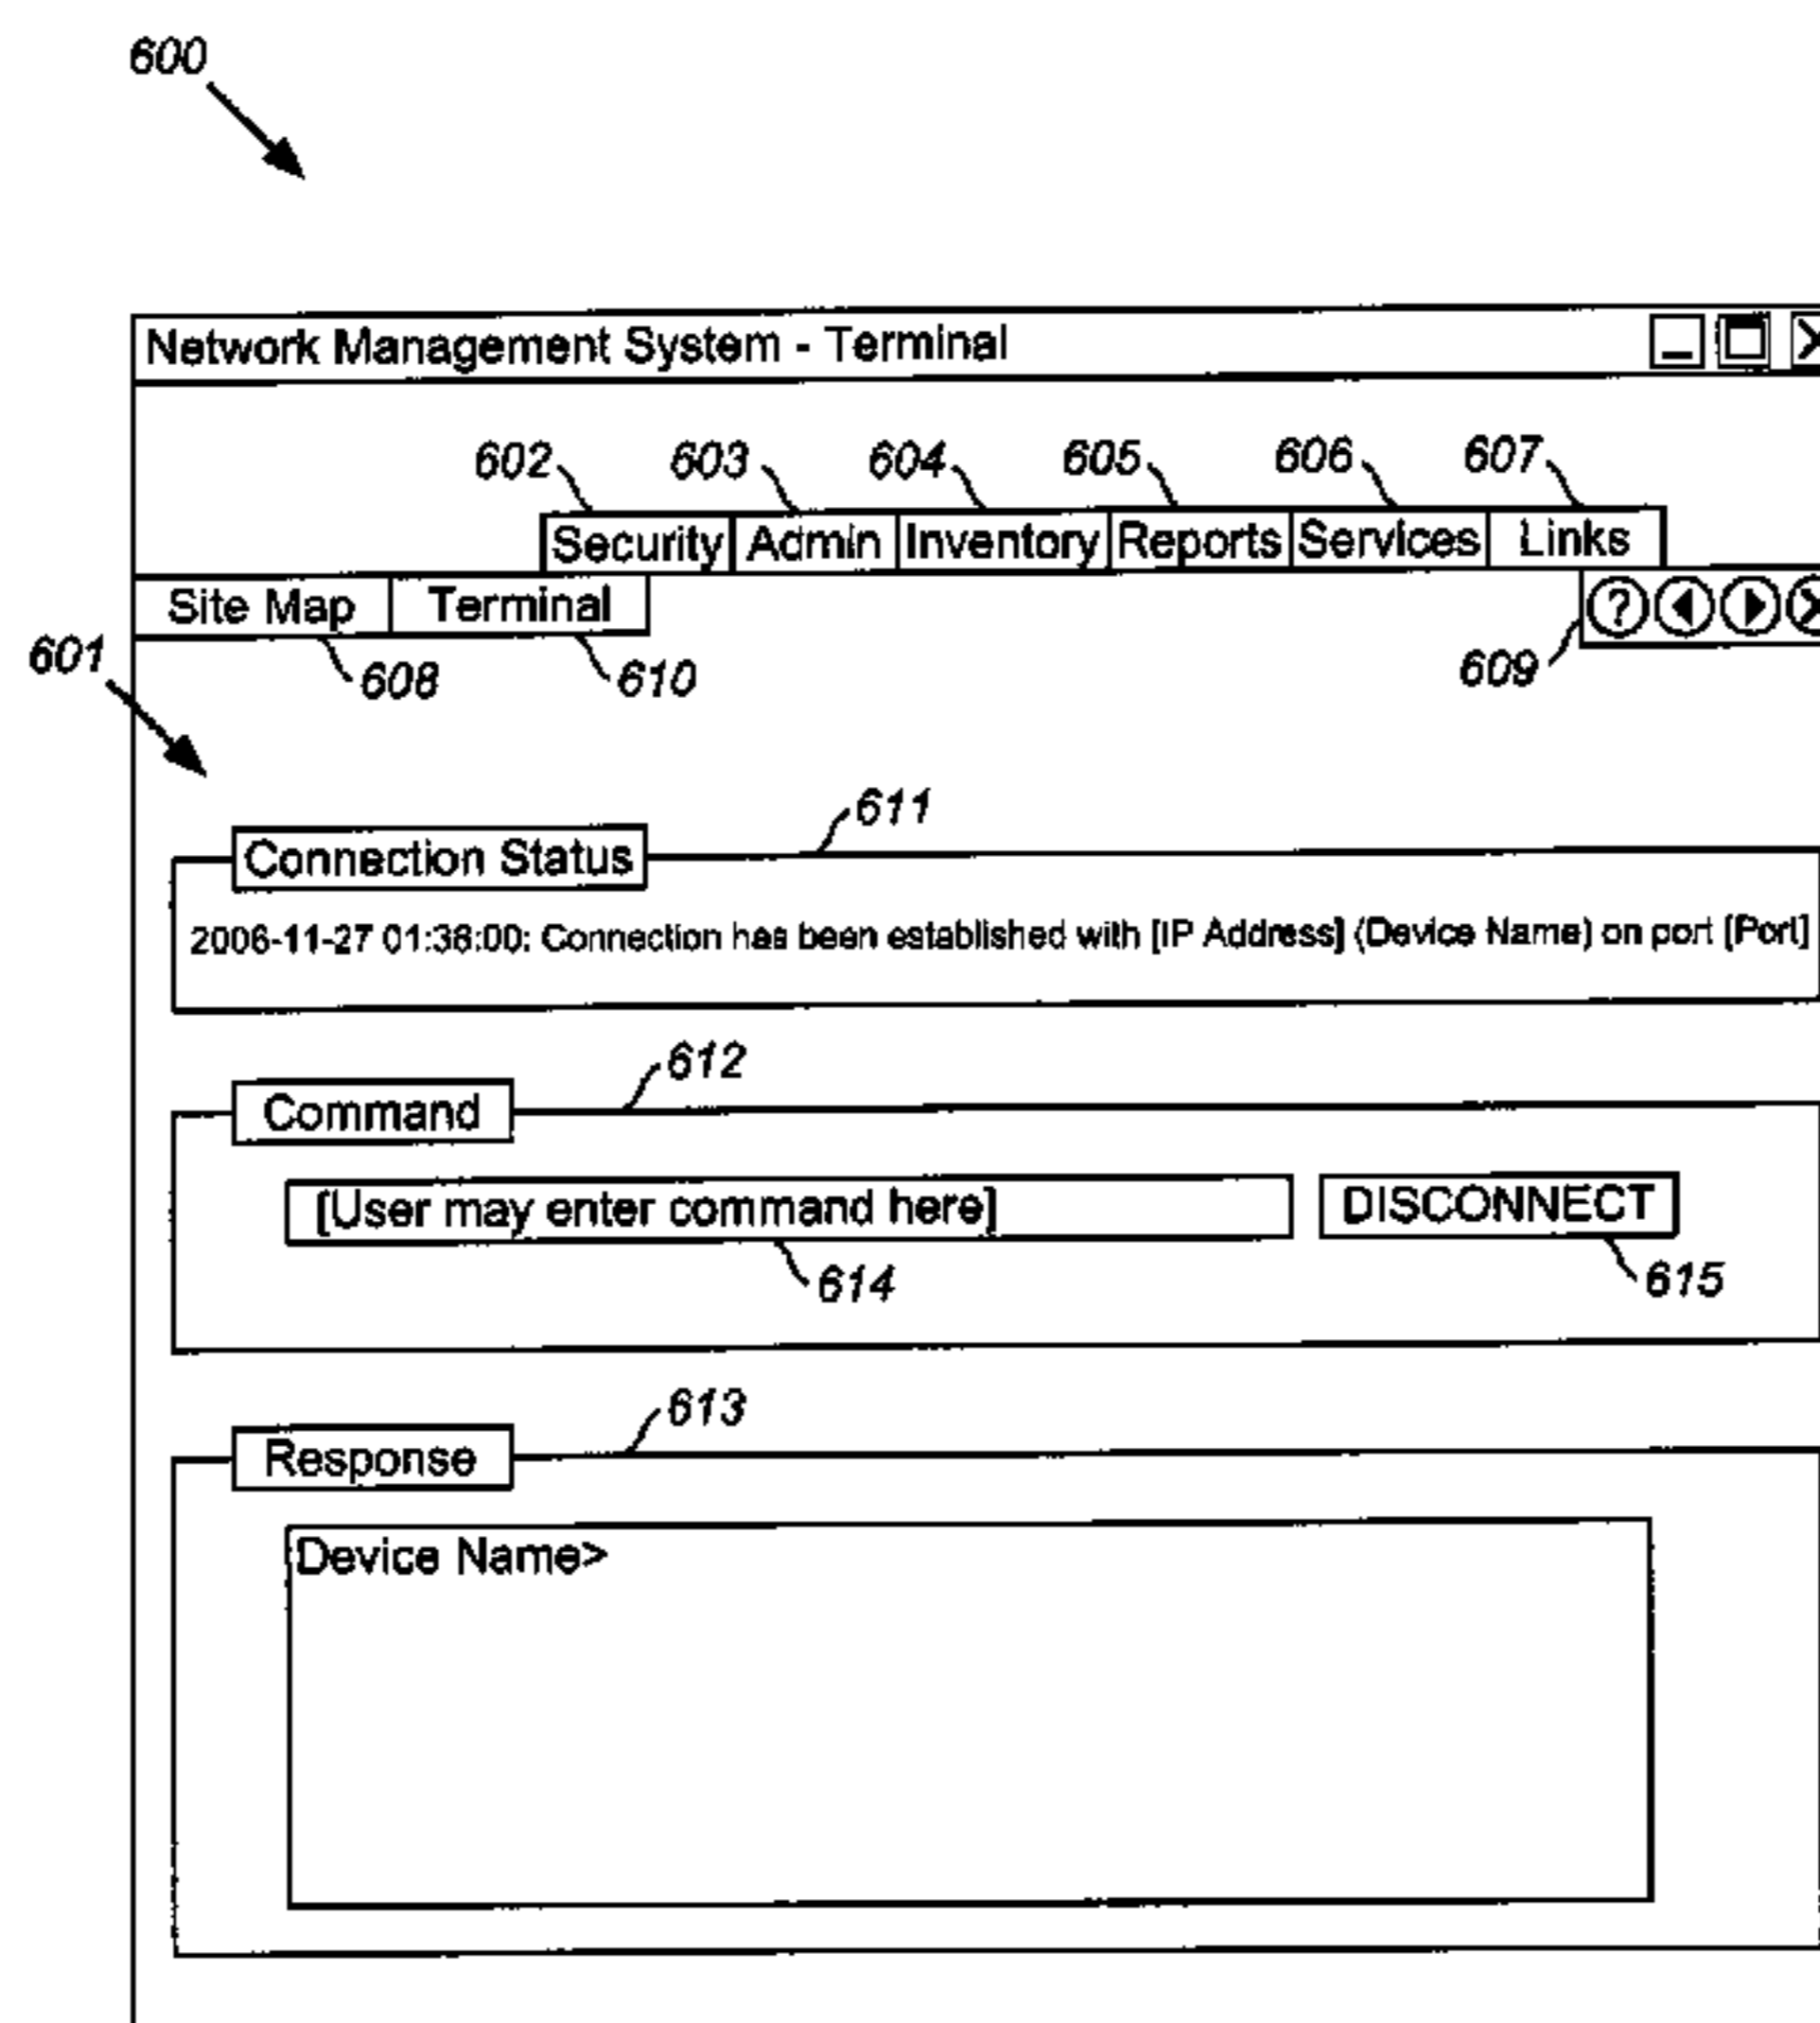 600
Network Management System - Terminal
602 603 604 605 606 607
Security Admin Inventory Reports Services Links
Site Map Terminal ?
601 608 610 609
611
Connection Status
2006-11-27 01:36:00: Connection has been established with [IP Address] (Device Name) on port [Port]
612
Command
[User may enter command here] DISCONNECT
614 615
613
Response
Device Name>